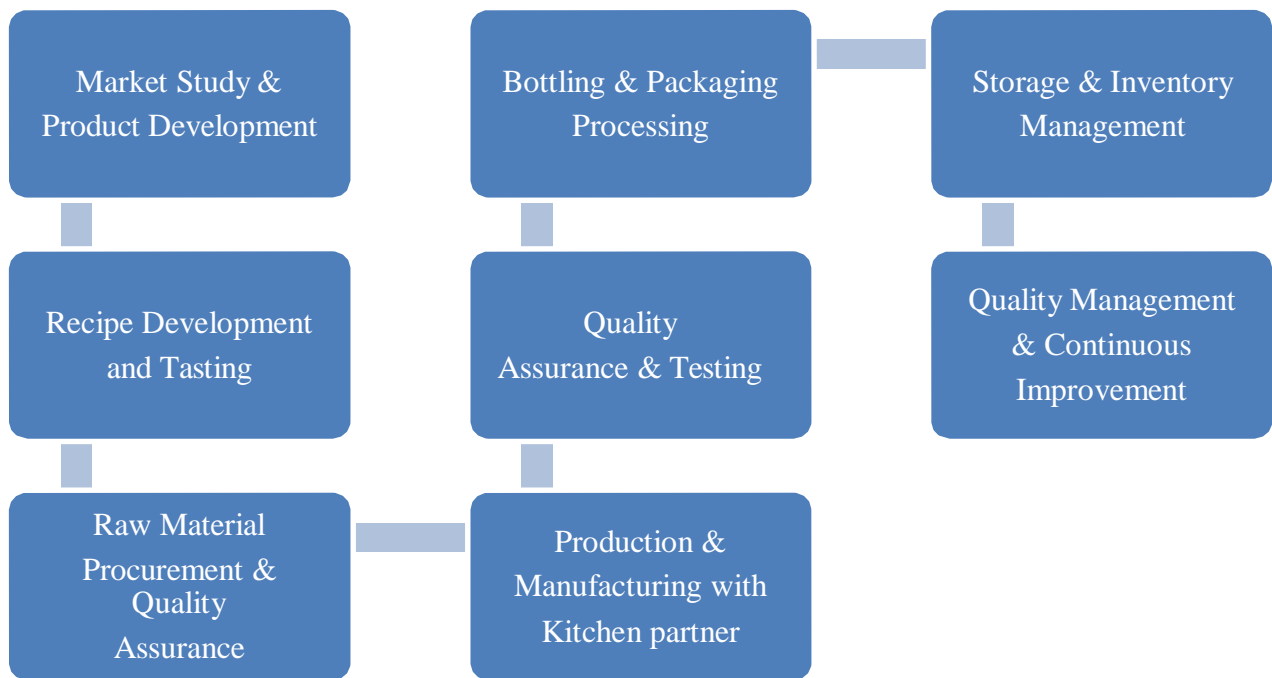 Market Study &
Product Development
Recipe Development
and Tasting
Raw Material
Procurement &
Quality
Assurance
Production &
Manufacturing with
Kitchen partner
Quality
Assurance & Testing
Bottling & Packaging
Processing
Storage & Inventory
Management
Quality Management
& Continuous
Improvement